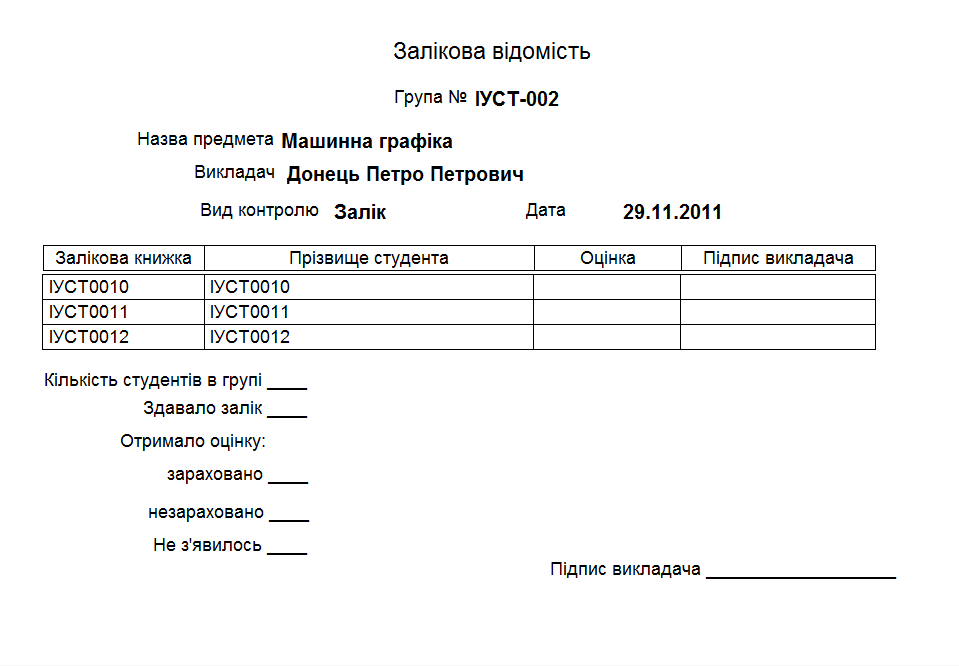 Залікова відомість
Група № ІУСТ-002
Назва предмета Машинна графіка
Викладач Донець Петро Петрович
Вид контролю Залік Дата 29.11.2011
Залікова книжка Прізвище студента Оцінка Підпис викладача
ІУСТ0010 ІУСТ0010
ІУСТ0011 ІУСТ0011
ІУСТ0012 ІУСТ0012
Кількість студентів в групі ____
Здавало залік ____
Отримало оцінку:
зараховано ____
незараховано ____
Не з'явилось ____
Підпис викладача ___________________